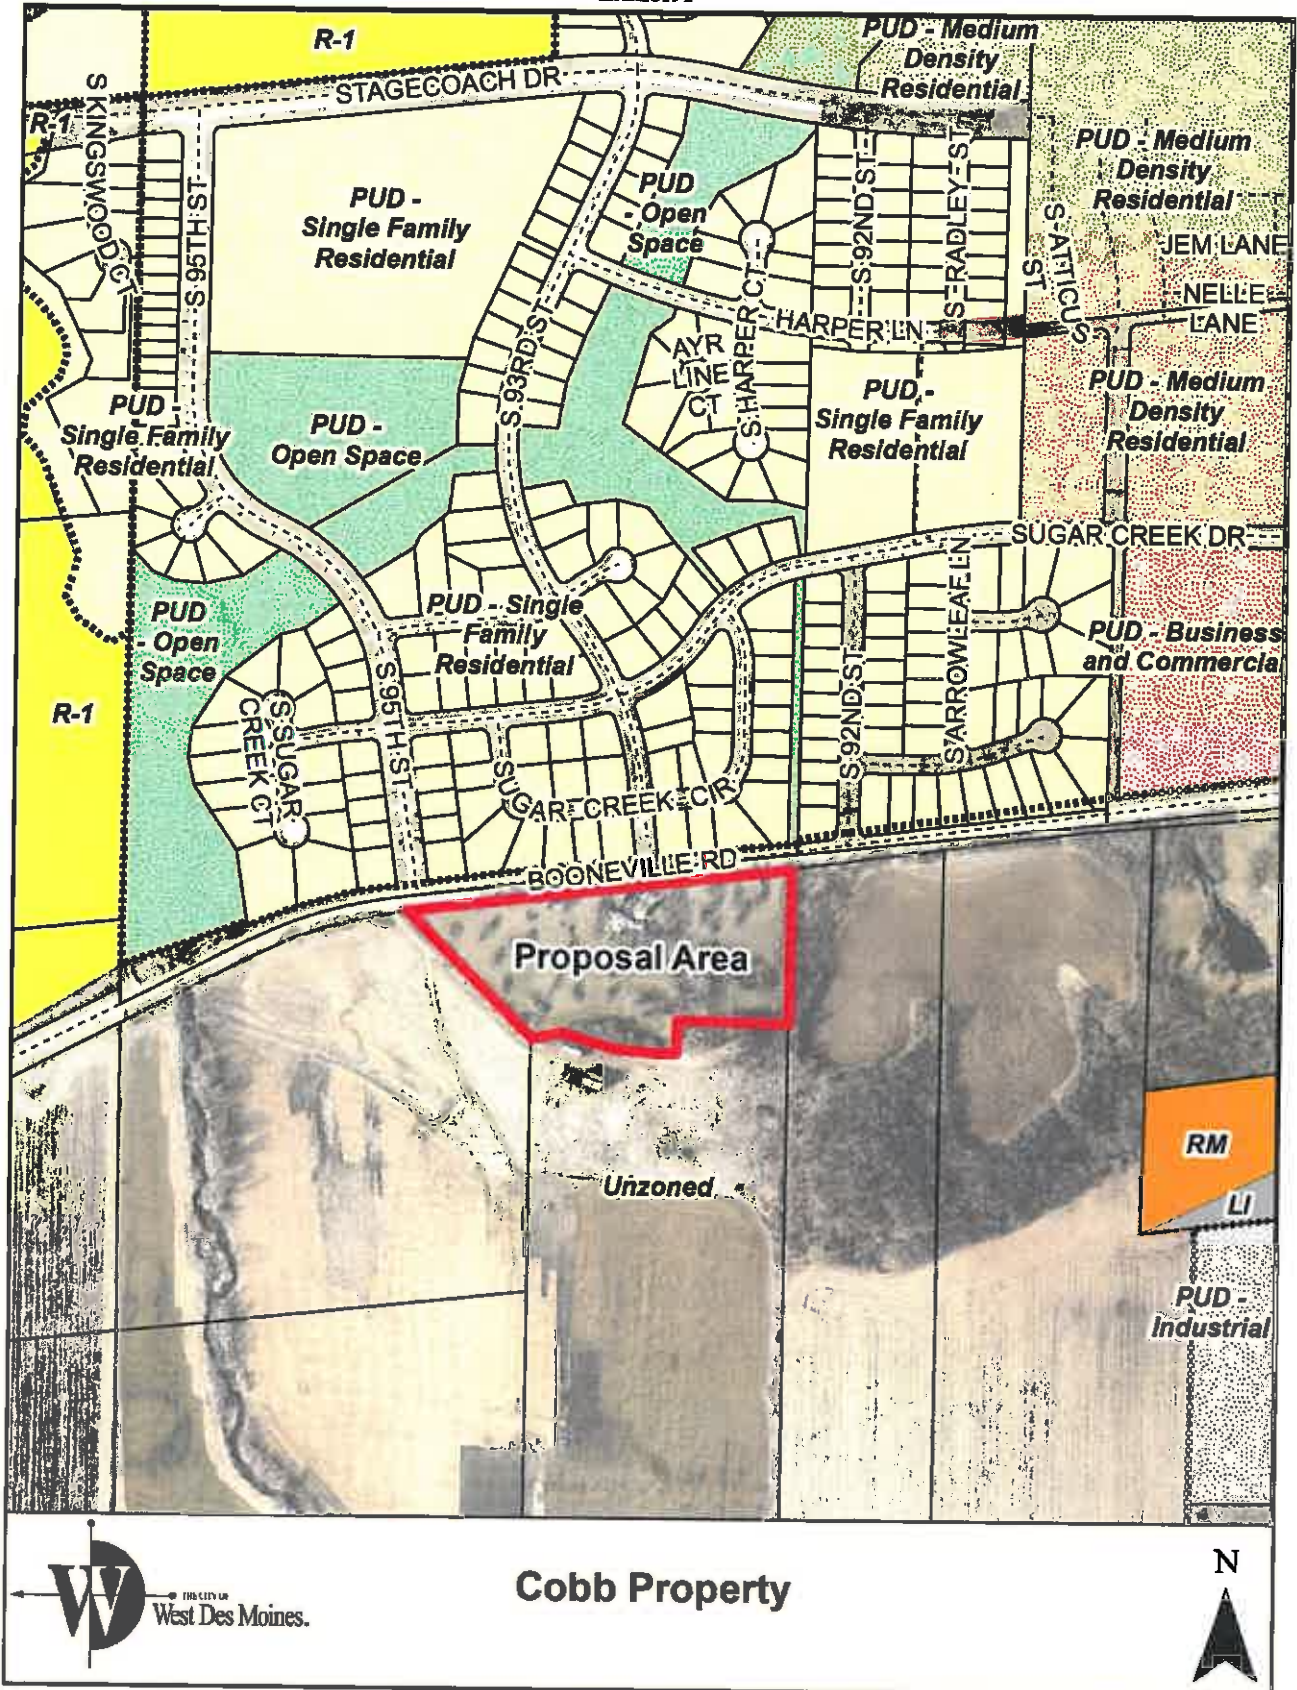 R-1
PUD - Medium
Density
Residential
STAGECOACH DR
R-1
S KINGSWOOD CT
S 95TH ST
PUD -
Single Family
Residential
PUD
- Open
Space
S 92ND ST
S RADLEY ST
PUD - Medium
Density
Residential
S ATTICUS
ST
JEM LANE
NELLE
LANE
S HARPER CT
HARPER LN
AYR
LINE
CT
S 93RD ST
PUD -
Single Family
Residential
PUD -
Open Space
PUD -
Single Family
Residential
PUD - Medium
Density
Residential
SUGAR CREEK DR
PUD
- Open
Space
PUD - Single
Family
Residential
S ARROWLEAF LN
PUD - Business
and Commercia
R-1
S SUGAR
CREEK CT
S 95TH S
S 92ND ST
SUGAR CREEK CIR
BOONEVILLE RD
Proposal Area
Unzoned
RM
LI
PUD -
Industrial
THE CITY OF
West Des Moines.
Cobb Property
N